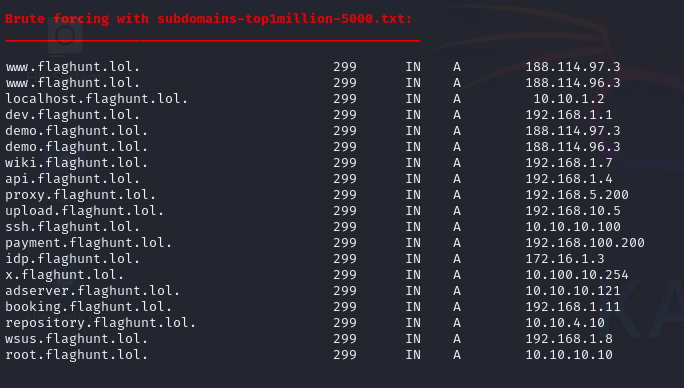 Brute forcing with subdomains-top1million-5000.txt:
www.flaghunt.lol. 299 IN A 188.114.97.3
www.flaghunt.lol. 299 IN A 188.114.96.3
localhost.flaghunt.lol. 299 IN A 10.10.1.2
dev.flaghunt.lol. 299 IN A 192.168.1.1
demo.flaghunt.lol. 299 IN A 188.114.97.3
demo.flaghunt.lol. 299 IN A 188.114.96.3
wiki.flaghunt.lol. 299 IN A 192.168.1.7
api.flaghunt.lol. 299 IN A 192.168.1.4
proxy.flaghunt.lol. 299 IN A 192.168.5.200
upload.flaghunt.lol. 299 IN A 192.168.10.5
ssh.flaghunt.lol. 299 IN A 10.10.10.100
payment.flaghunt.lol. 299 IN A 192.168.100.200
idp.flaghunt.lol. 299 IN A 172.16.1.3
x.flaghunt.lol. 299 IN A 10.100.10.254
adserver.flaghunt.lol. 299 IN A 10.10.10.121
booking.flaghunt.lol. 299 IN A 192.168.1.11
repository.flaghunt.lol. 299 IN A 10.10.4.10
wsus.flaghunt.lol. 299 IN A 192.168.1.8
root.flaghunt.lol. 299 IN A 10.10.10.10
KA